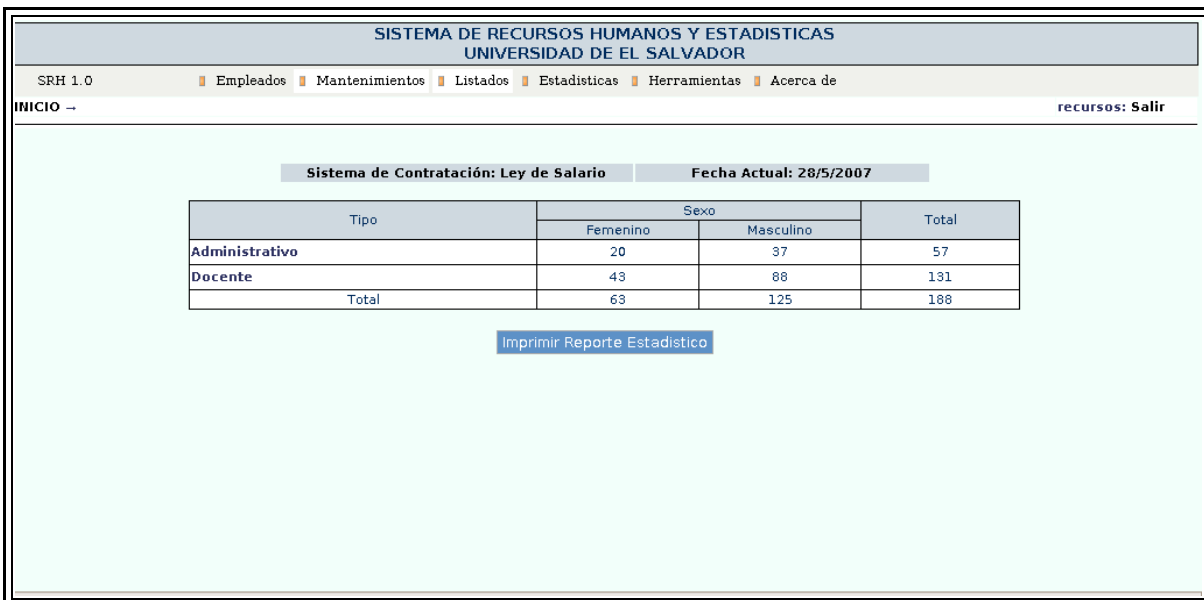 SISTEMA DE RECURSOS HUMANOS Y ESTADISTICAS
UNIVERSIDAD DE EL SALVADOR
SRH 1.0 Empleados Mantenimientos Listados Estadisticas Herramientas Acerca de
INICIO → recursos: Salir
Sistema de Contratación: Ley de Salario Fecha Actual: 28/5/2007
Tipo Sexo Total
Femenino Masculino
Administrativo 20 37 57
Docente 43 88 131
Total 63 125 188
Imprimir Reporte Estadistico